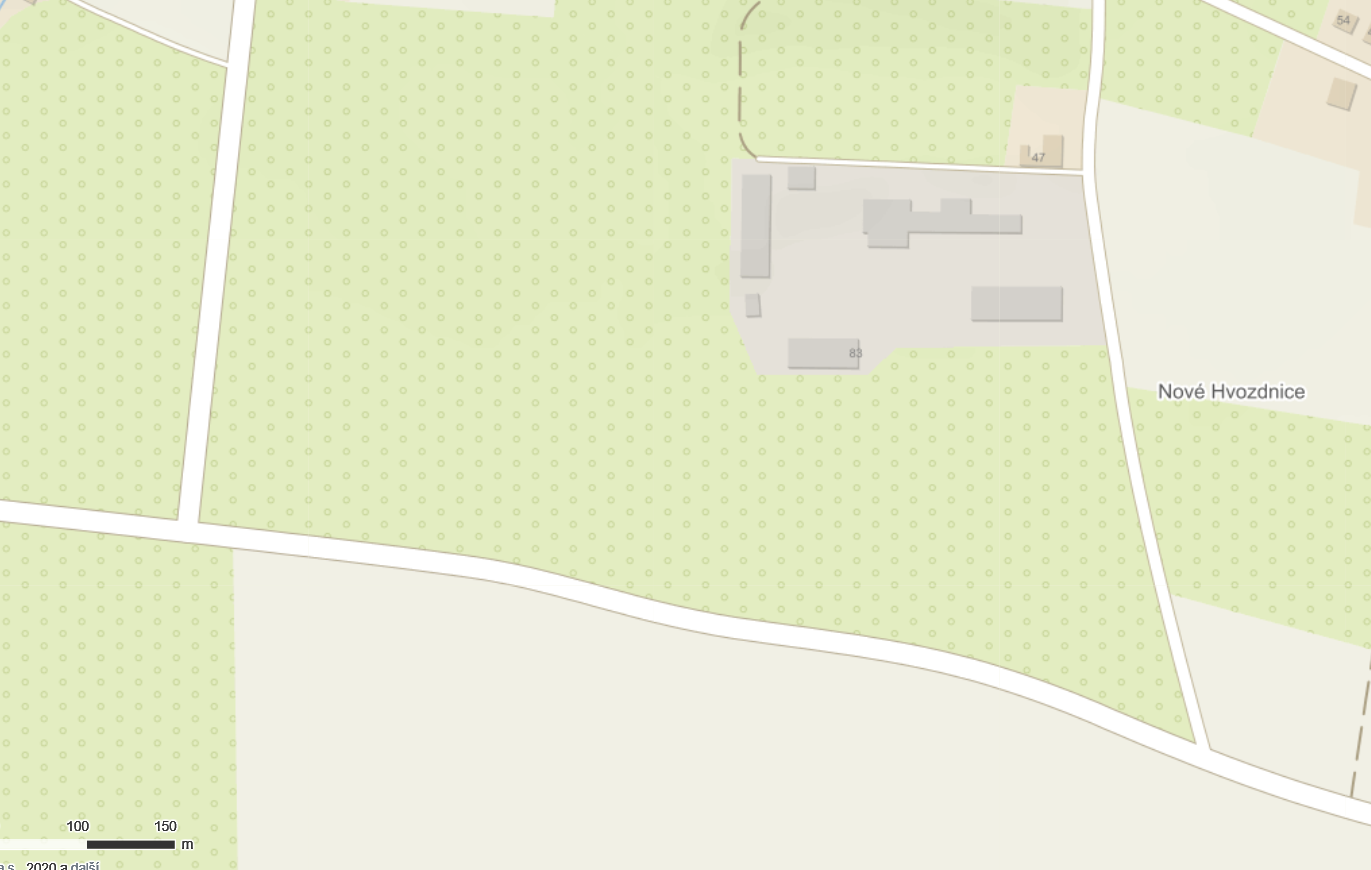 54
47
83
Nové Hvozdnice
100 150 m
a.s., 2020 a další